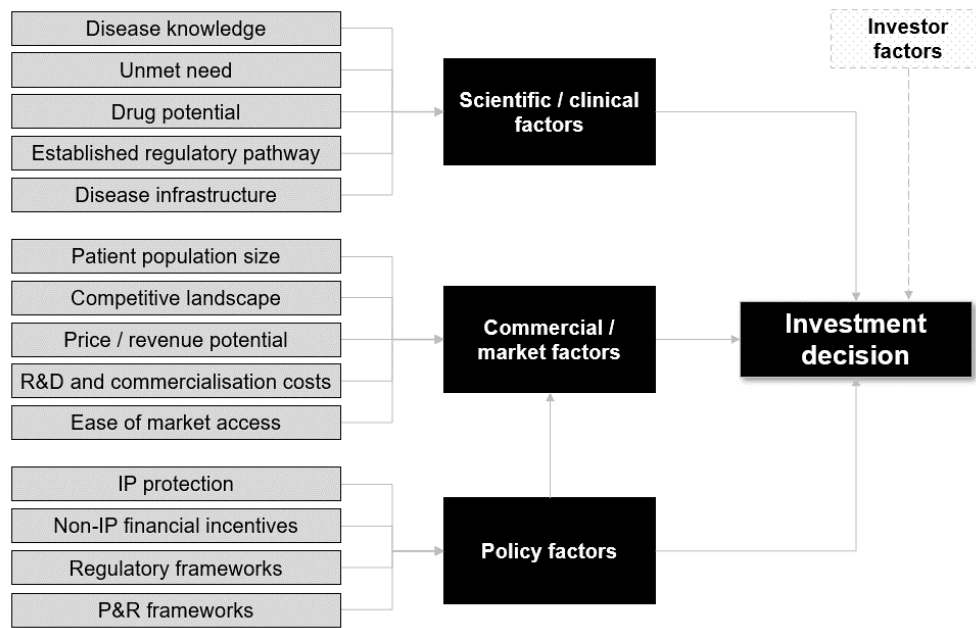 Disease knowledge
Unmet need
Drug potential
Established regulatory pathway
Disease infrastructure
Scientific / clinical
factors
Investor
factors
Patient population size
Competitive landscape
Price / revenue potential
R&D and commercialisation costs
Ease of market access
Commercial /
market factors
Investment
decision
IP protection
Non-IP financial incentives
Regulatory frameworks
P&R frameworks
Policy factors